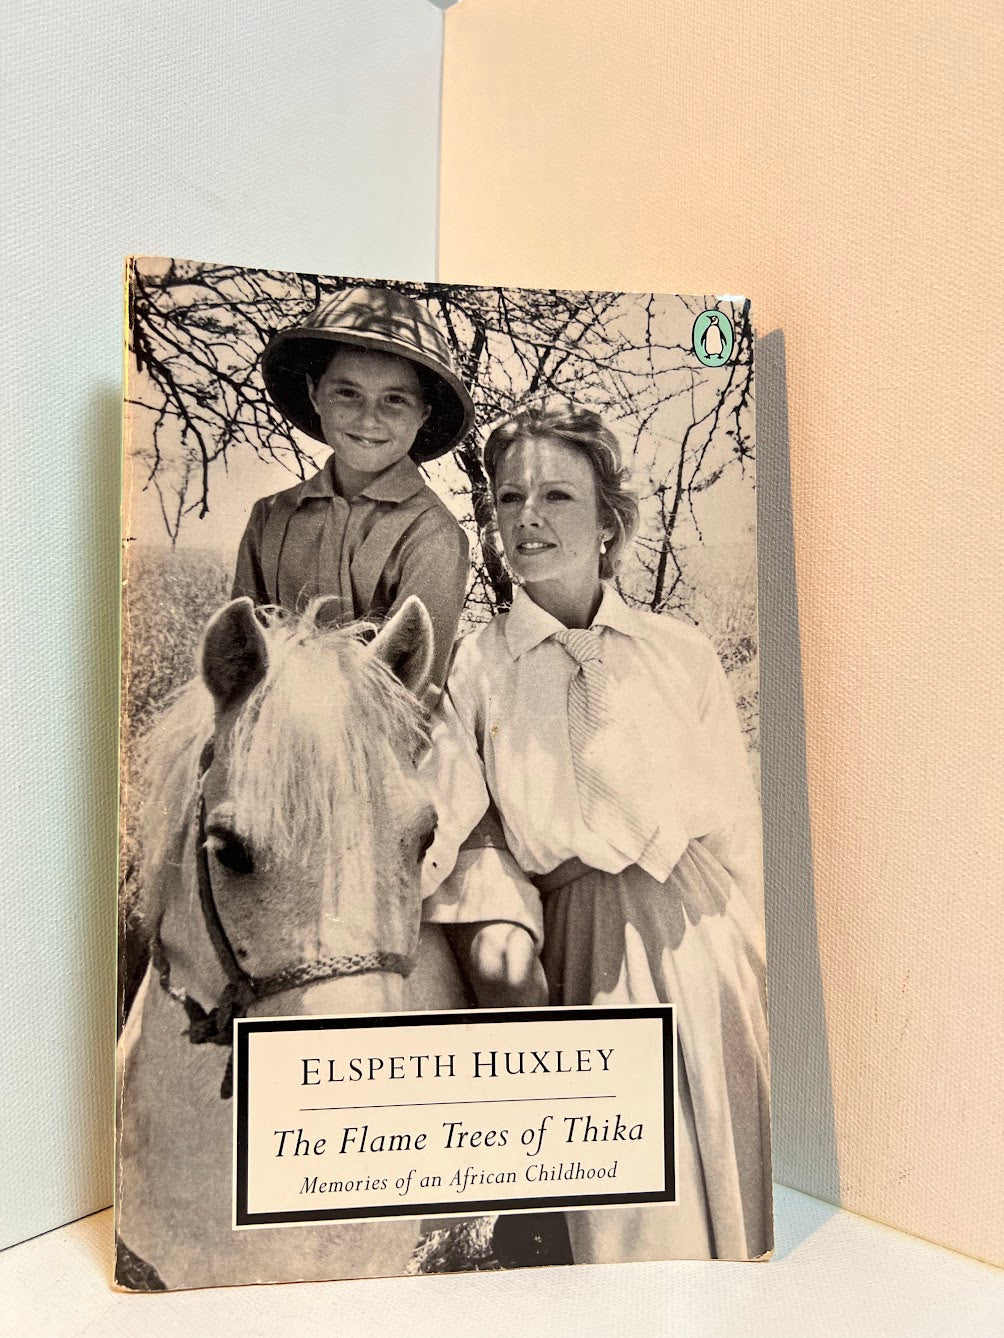 ELSPETH HUXLEY
The Flame Trees of Thika
Memories of an African Childhood